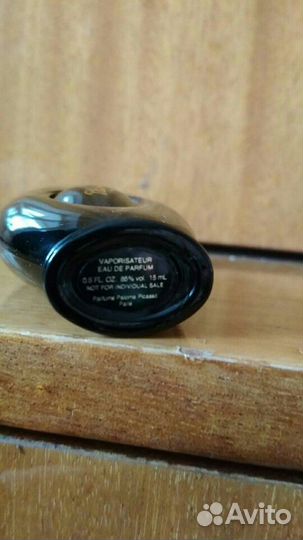 VAPORISATEUR
EAU DE PARFUM
0.5 FL. OZ. 86% vol. 15 mL
NOT FOR INDIVIDUAL SALE
Parfums Paloma Picasso
Paris
Avito